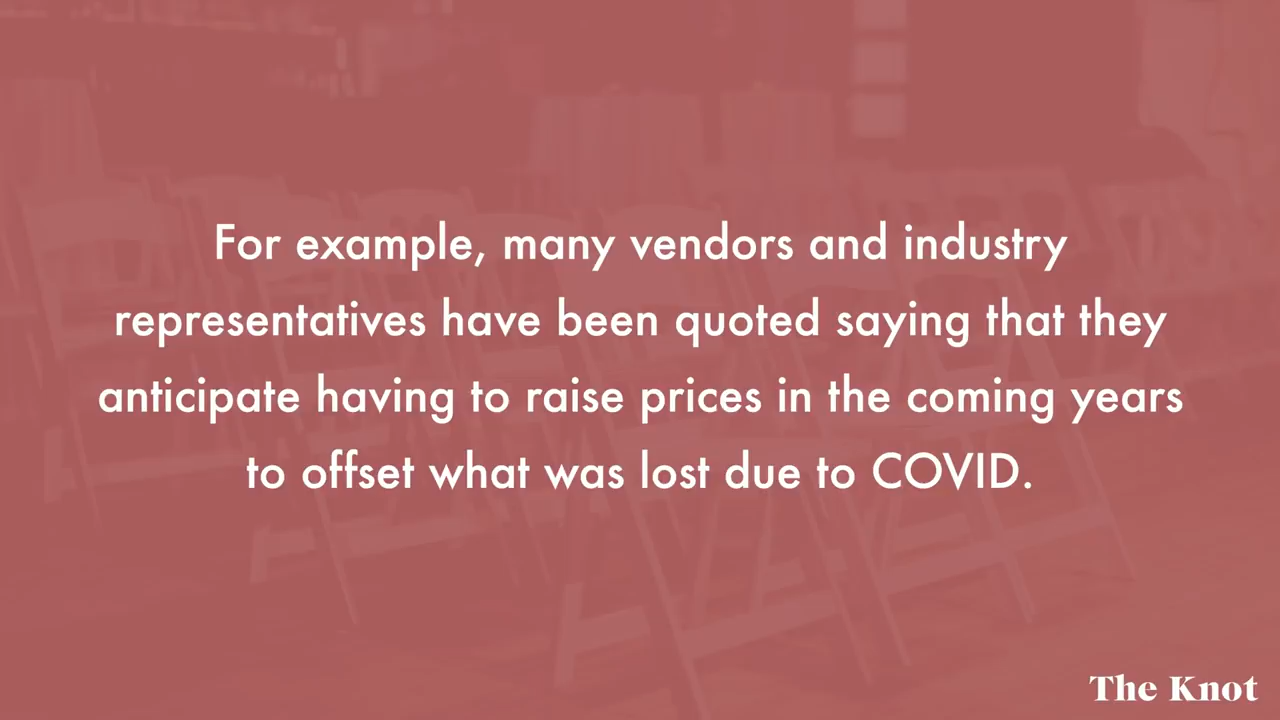 For example, many vendors and industry
representatives have been quoted saying that they
anticipate having to raise prices in the coming years
to offset what was lost due to COVID.
The Knot